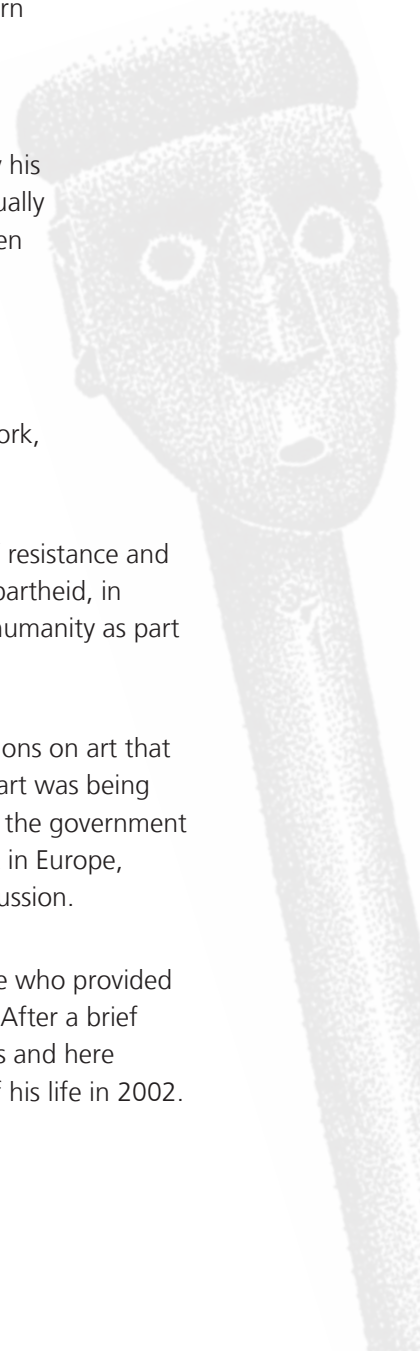 rn
his
ually
en
ork,
resistance and
partheid, in
humanity as part
ons on art that
art was being
the government
in Europe,
ussion.
e who provided
After a brief
s and here
his life in 2002.